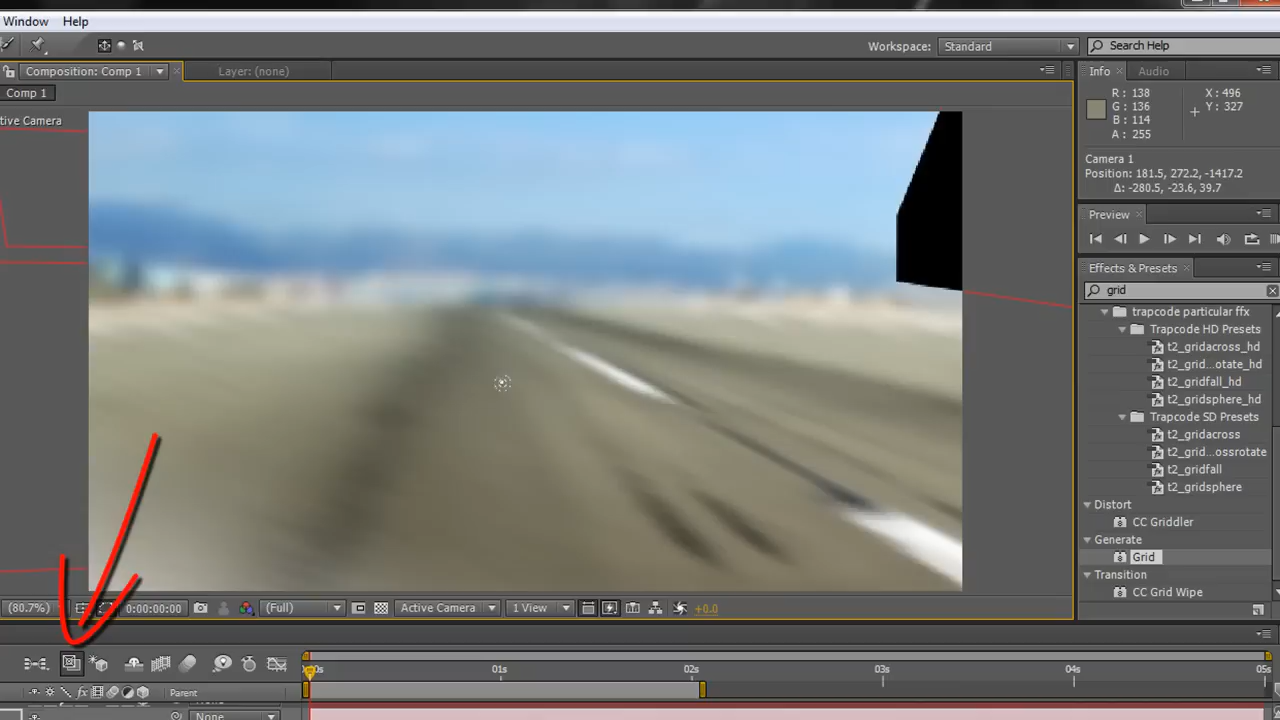 Window Help
Workspace: Standard Search Help
Composition: Comp 1 Layer: (none) Info Audio
Comp 1
R: 138 X: 496
G: 136 Y: 327
B: 114
A: 255
tive Camera
Camera 1
Position: 181.5, 272.2, -1417.2
Δ: -280.5, -23.6, 39.7
Preview
Effects & Presets
grid
trapcode particular ffx
Trapcode HD Presets
t2_gridacross_hd
t2_grid...otate_hd
t2_gridfall_hd
t2_gridsphere_hd
Trapcode SD Presets
t2_gridacross
t2_grid...ossrotate
t2_gridfall
t2_gridsphere
Distort
CC Griddler
Generate
Grid
Transition
CC Grid Wipe
(80.7%) 0:00:00:00 (Full) Active Camera 1 View +0.0
0s 01s 02s 03s 04s 05s
fx Parent
None